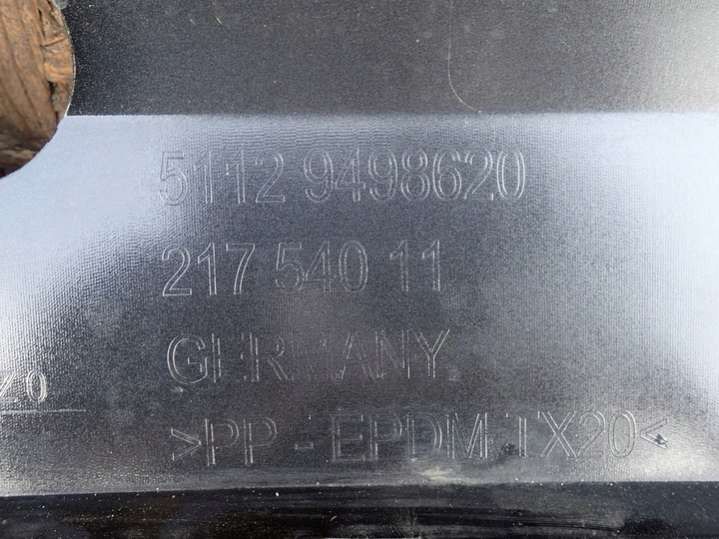 5112 9498620
217 540 11
GERMANY
>PP - EPDM TX20<